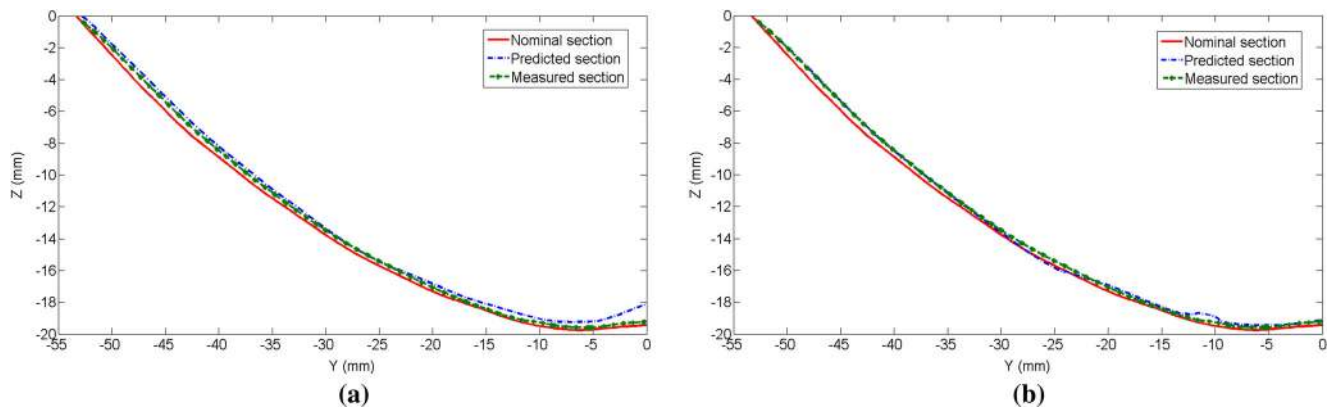 0
-2
-4
-6
-8
-10
-12
-14
-16
-18
-20
Z (mm)
-55 -50 -45 -40 -35 -30 -25 -20 -15 -10 -5 0
Y (mm)
Nominal section
Predicted section
Measured section
(a)
0
-2
-4
-6
-8
-10
-12
-14
-16
-18
-20
Z (mm)
-55 -50 -45 -40 -35 -30 -25 -20 -15 -10 -5 0
Y (mm)
Nominal section
Predicted section
Measured section
(b)